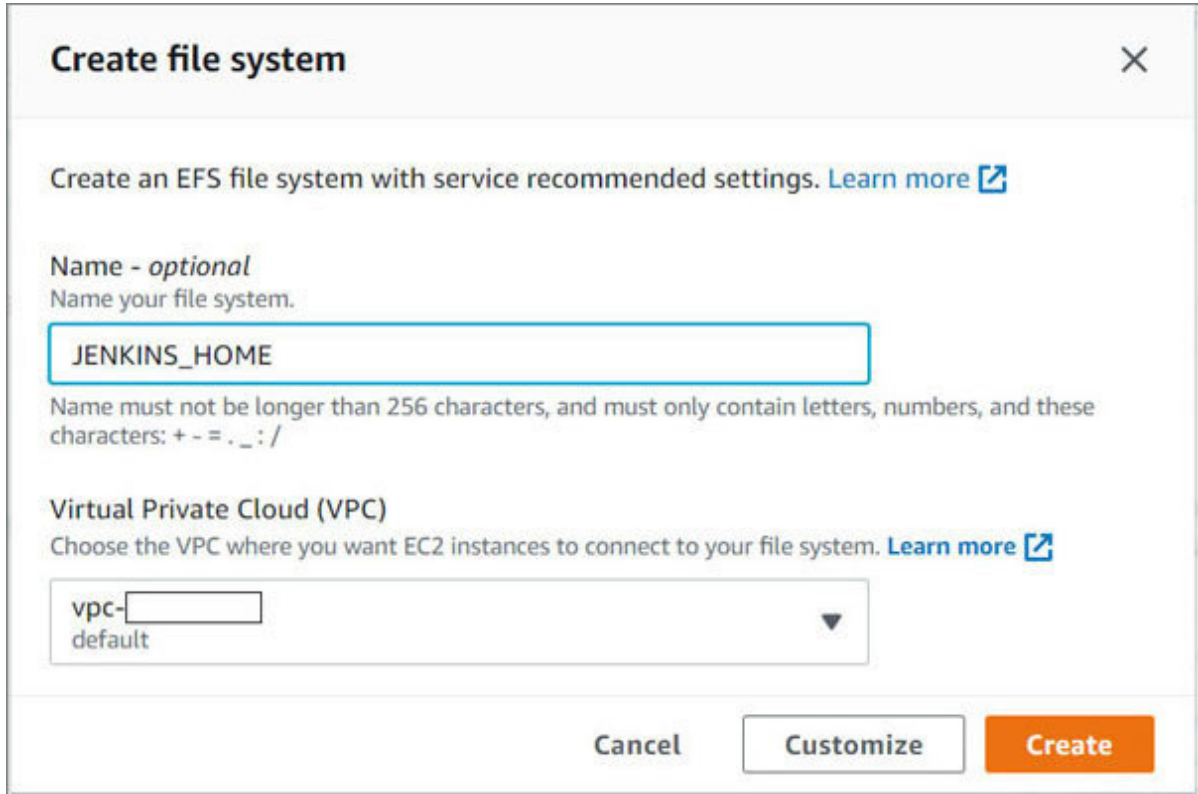 Create file system
Create an EFS file system with service recommended settings. Learn more
Name - optional
Name your file system.
JENKINS_HOME
Name must not be longer than 256 characters, and must only contain letters, numbers, and these
characters: + - = . _ : /
Virtual Private Cloud (VPC)
Choose the VPC where you want EC2 instances to connect to your file system. Learn more
vpc-
default
Cancel Customize Create